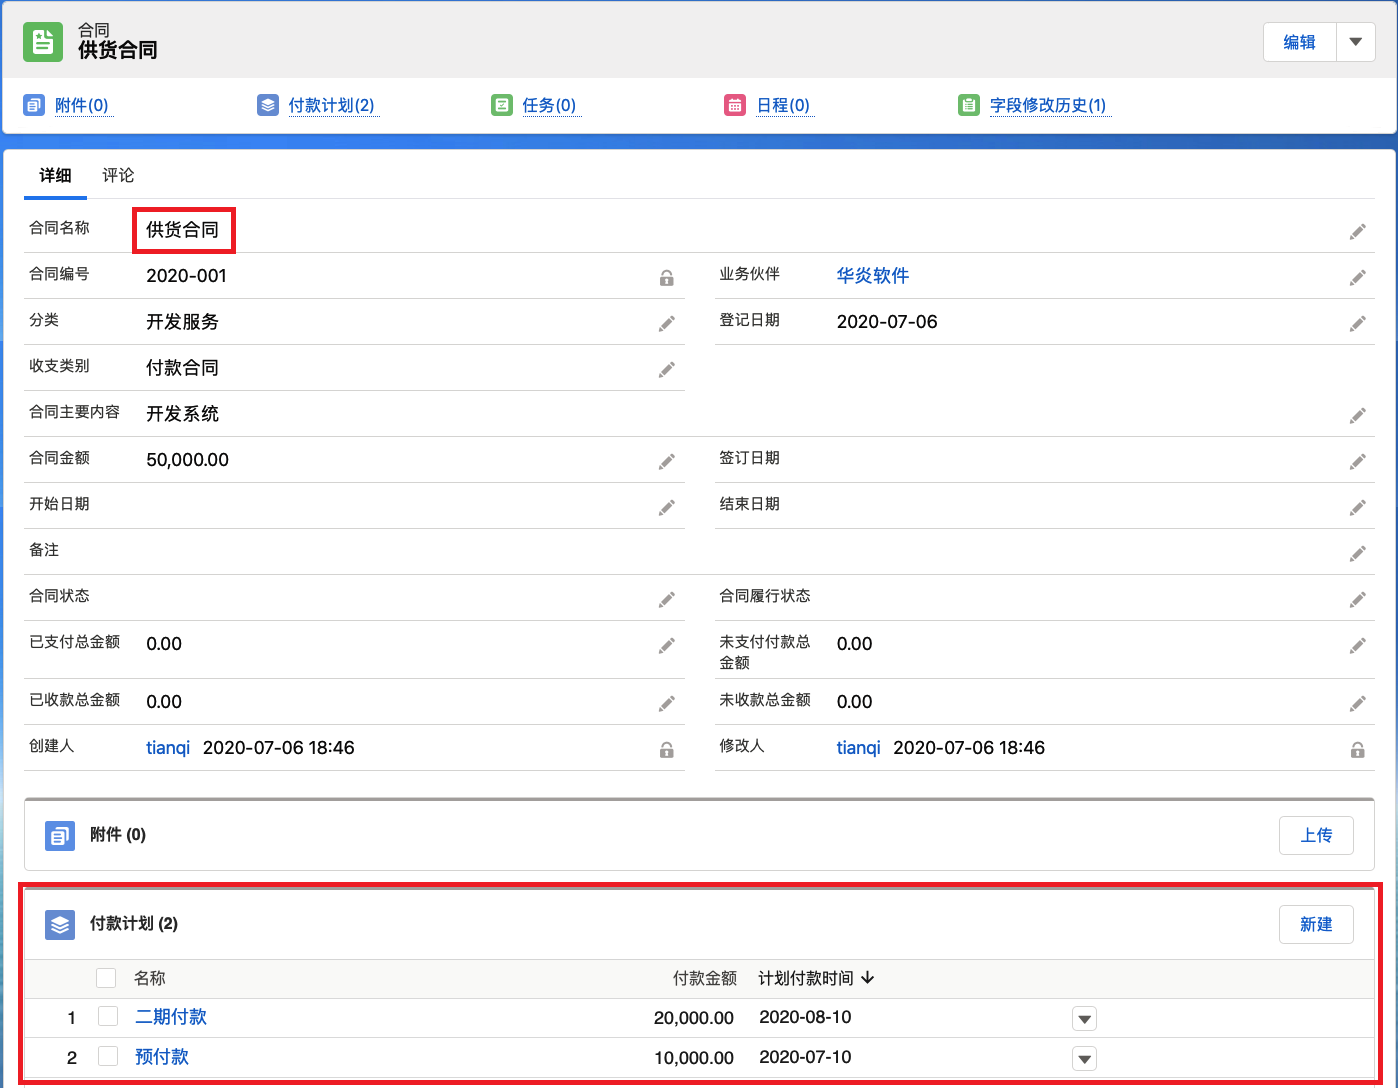 合同
供货合同
编辑
附件(0)
付款计划(2)
任务(0)
日程(0)
字段修改历史(1)
详细 评论
合同名称 供货合同
合同编号 2020-001 业务伙伴 华炎软件
分类 开发服务 登记日期 2020-07-06
收支类别 付款合同
合同主要内容 开发系统
合同金额 50,000.00 签订日期
开始日期 结束日期
备注
合同状态 合同履行状态
已支付总金额 0.00 未支付付款总
金额 0.00
已收款总金额 0.00 未收款总金额 0.00
创建人 tianqi 2020-07-06 18:46 修改人 tianqi 2020-07-06 18:46
附件 (0) 上传
付款计划 (2) 新建
名称 付款金额 计划付款时间
1 二期付款 20,000.00 2020-08-10
2 预付款 10,000.00 2020-07-10